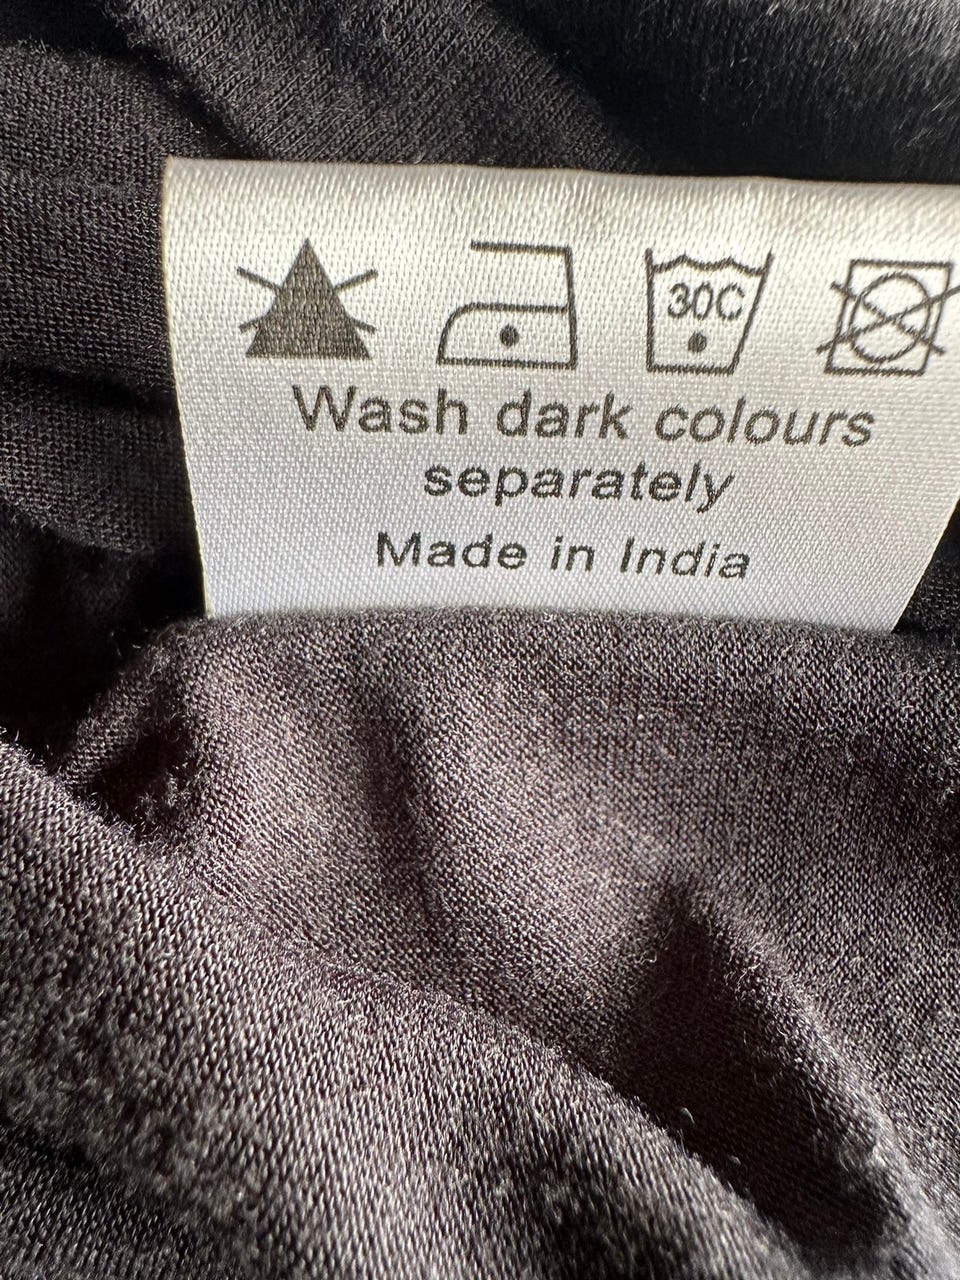 30C
Wash dark colours
separately
Made in India